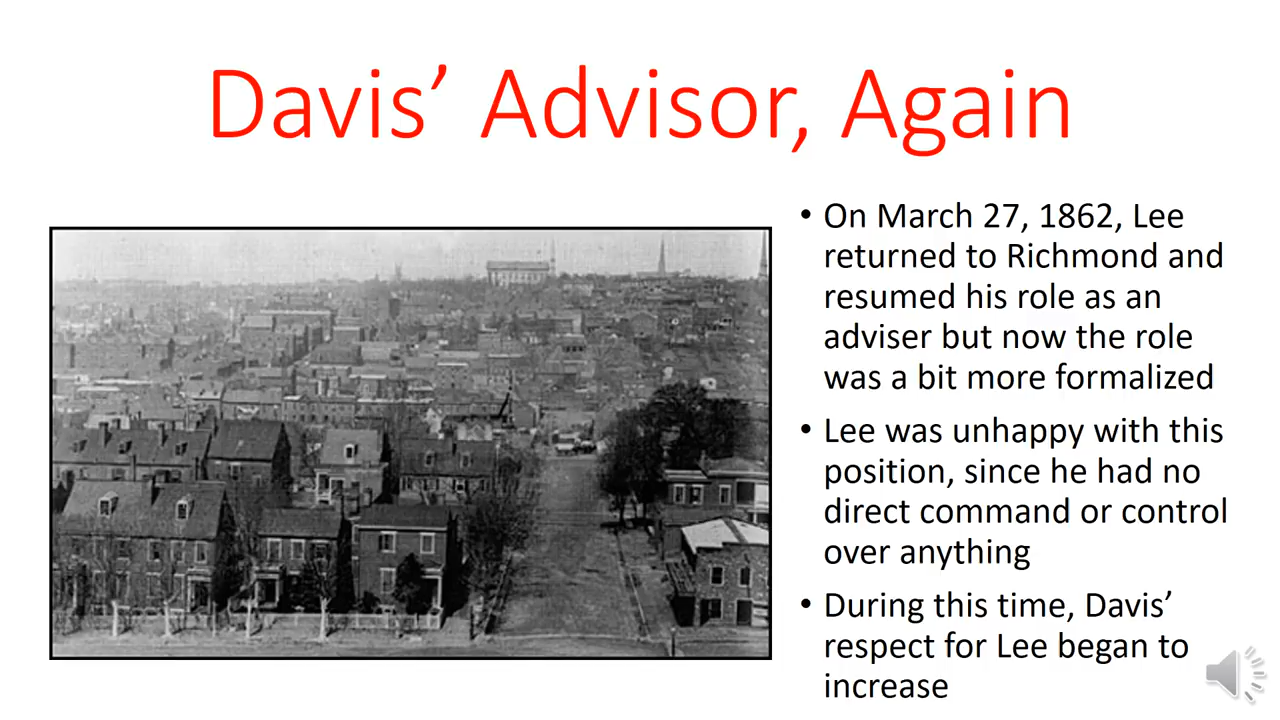 Davis’ Advisor, Again
• On March 27, 1862, Lee
returned to Richmond and
resumed his role as an
adviser but now the role
was a bit more formalized
• Lee was unhappy with this
position, since he had no
direct command or control
over anything
• During this time, Davis’
respect for Lee began to
increase